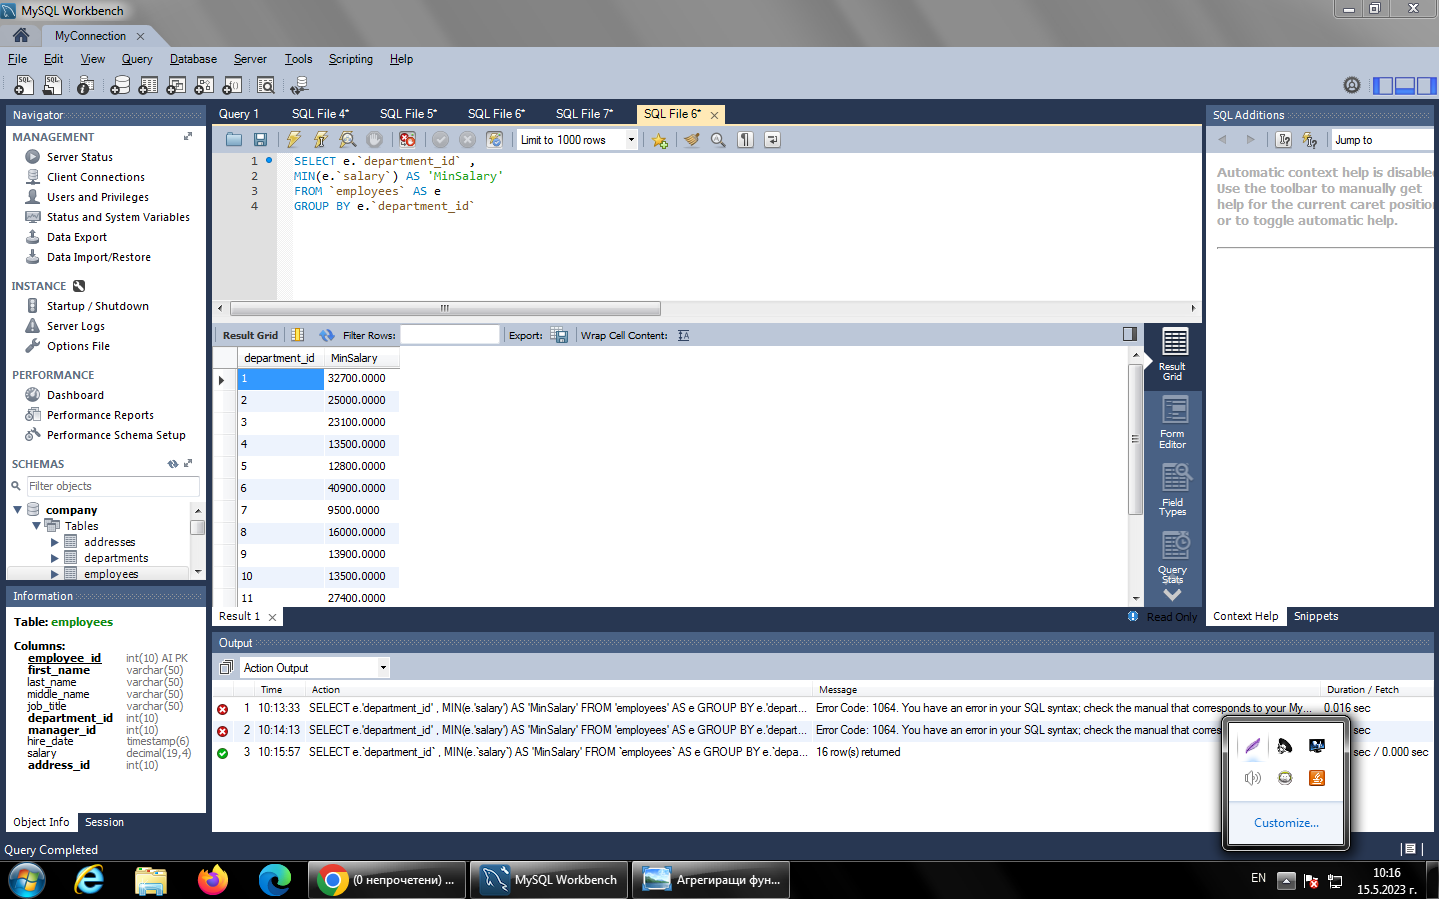 MySQL Workbench
MyConnection
File Edit View Query Database Server Tools Scripting Help
Navigator
MANAGEMENT
Server Status
Client Connections
Users and Privileges
Status and System Variables
Data Export
Data Import/Restore
INSTANCE
Startup / Shutdown
Server Logs
Options File
PERFORMANCE
Dashboard
Performance Reports
Performance Schema Setup
SCHEMAS
Filter objects
company
Tables
addresses
departments
employees
Information
Table: employees
Columns:
employee_id int(10) AI PK
first_name varchar(50)
last_name varchar(50)
middle_name varchar(50)
job_title varchar(50)
department_id int(10)
manager_id int(10)
hire_date timestamp(6)
salary decimal(19,4)
address_id int(10)
Object Info Session
Query 1 SQL File 4* SQL File 5* SQL File 6* SQL File 7* SQL File 6*
Limit to 1000 rows
1 SELECT e.`department_id` ,
2 MIN(e.`salary`) AS 'MinSalary'
3 FROM `employees` AS e
4 GROUP BY e.`department_id`
Result Grid Filter Rows: Export: Wrap Cell Content:
department_id MinSalary
1 32700.0000
2 25000.0000
3 23100.0000
4 13500.0000
5 12800.0000
6 40900.0000
7 9500.0000
8 16000.0000
9 13900.0000
10 13500.0000
11 27400.0000
Result
Grid
Form
Editor
Field
Types
Query
Stats
Result 1
Read Only
SQL Additions
Jump to
Automatic context help is disabled
Use the toolbar to manually get
help for the current caret position
or to toggle automatic help.
Context Help Snippets
Output
Action Output
Time Action Message Duration / Fetch
1 10:13:33 SELECT e.'department_id' , MIN(e.'salary') AS 'MinSalary' FROM 'employees' AS e GROUP BY e.'depart... Error Code: 1064. You have an error in your SQL syntax; check the manual that corresponds to your My... 0.016 sec
2 10:14:13 SELECT e.'department_id' , MIN(e.'salary') AS 'MinSalary' FROM 'employees' AS e GROUP BY e.'depart... Error Code: 1064. You have an error in your SQL syntax; check the manual that corres sec
3 10:15:57 SELECT e.`department_id` , MIN(e.`salary`) AS 'MinSalary' FROM `employees` AS e GROUP BY e.`depa... 16 row(s) returned sec / 0.000 sec
Customize...
Query Completed
(0 непрочетени) ...
MySQL Workbench
Агрегиращи фун...
EN
10:16
15.5.2023 г.